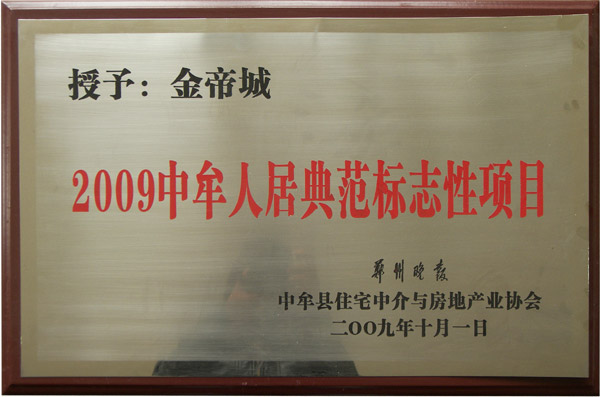 授予：金帝城
2009中牟人居典范标志性项目
郑州晚报
中牟县住宅中介与房地产业协会
二OO九年十月一日